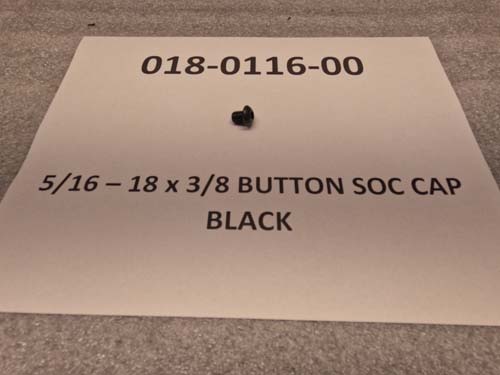 018-0116-00
5/16 – 18 x 3/8 BUTTON SOC CAP
BLACK